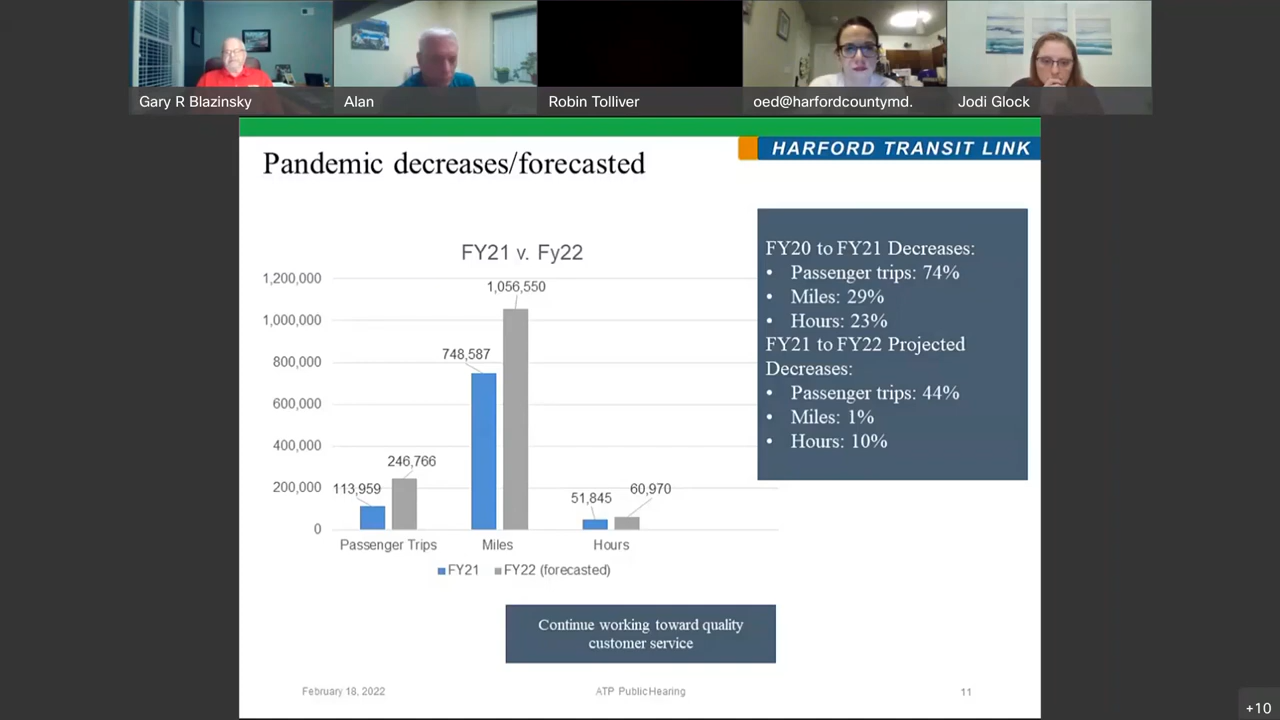 Gary R Blazinsky
Alan
Robin Tolliver
oed@harfordcountymd.
Jodi Glock
HARFORD TRANSIT LINK
Pandemic decreases/forecasted
FY21 v. Fy22
1,200,000
1,000,000
800,000
600,000
400,000
200,000
0
113,959
246,766
748,587
1,056,550
51,845
60,970
Passenger Trips
Miles
Hours
FY21
FY22 (forecasted)
FY20 to FY21 Decreases:
• Passenger trips: 74%
• Miles: 29%
• Hours: 23%
FY21 to FY22 Projected
Decreases:
• Passenger trips: 44%
• Miles: 1%
• Hours: 10%
Continue working toward quality
customer service
February 18, 2022
ATP Public Hearing
11
+10